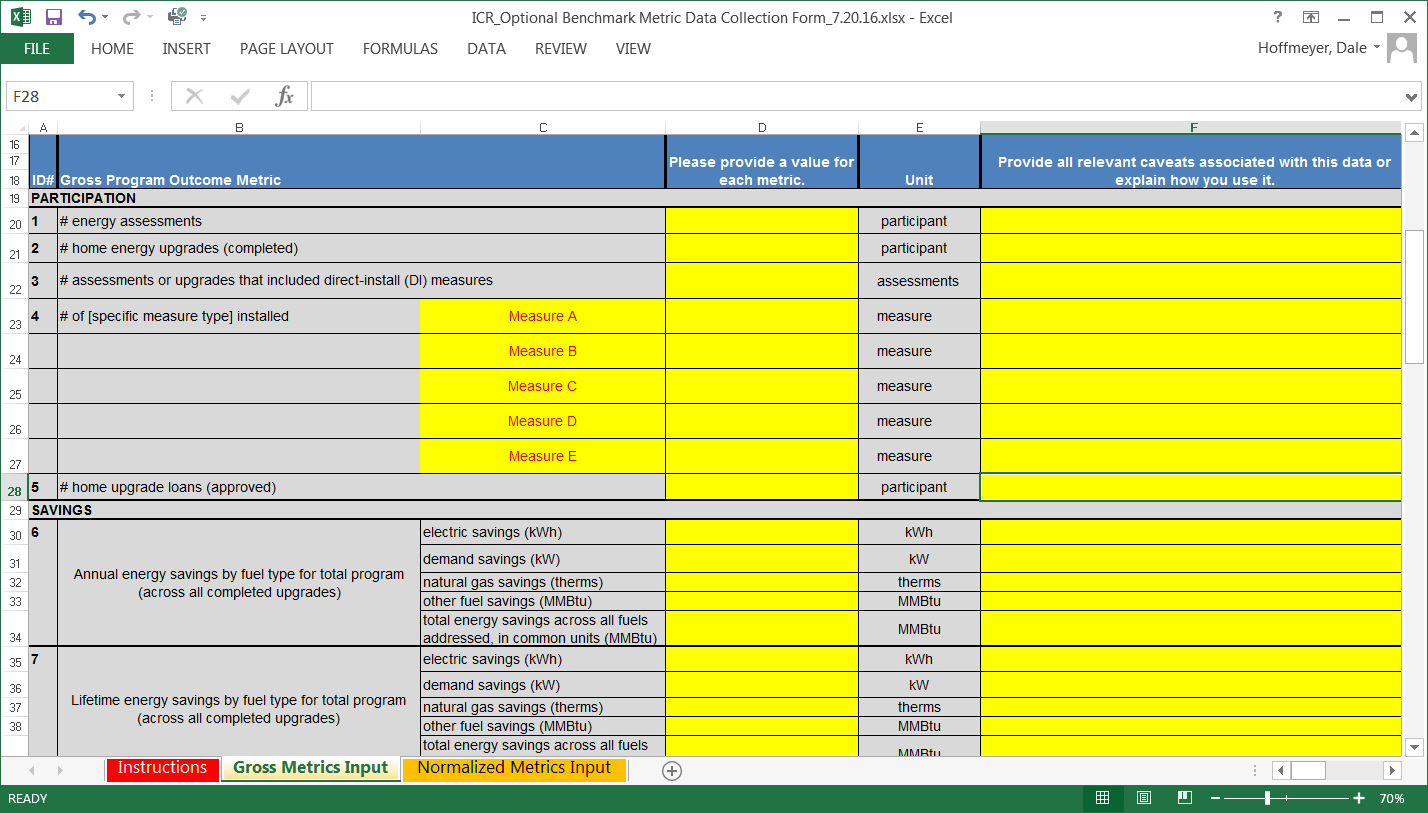 ICR_Optional Benchmark Metric Data Collection Form_7.20.16.xlsx - Excel
?
FILE HOME INSERT PAGE LAYOUT FORMULAS DATA REVIEW VIEW
Hoffmeyer, Dale
F28
fx
A B C D E F
16
17 Please provide a value for Provide all relevant caveats associated with this data or
18 ID# Gross Program Outcome Metric each metric. Unit explain how you use it.
19 PARTICIPATION
20 1 # energy assessments participant
21 2 # home energy upgrades (completed) participant
22 3 # assessments or upgrades that included direct-install (DI) measures assessments
23 4 # of [specific measure type] installed Measure A measure
24 Measure B measure
25 Measure C measure
26 Measure D measure
27 Measure E measure
28 5 # home upgrade loans (approved) participant
29 SAVINGS
30 6 electric savings (kWh) kWh
31 demand savings (kW) kW
Annual energy savings by fuel type for total program
32 natural gas savings (therms) therms
(across all completed upgrades)
33 other fuel savings (MMBtu) MMBtu
total energy savings across all fuels
34 addressed, in common units (MMBtu) MMBtu
35 7 electric savings (kWh) kWh
36 demand savings (kW) kW
Lifetime energy savings by fuel type for total program
37 natural gas savings (therms) therms
(across all completed upgrades)
38 other fuel savings (MMBtu) MMBtu
total energy savings across all fuels
MMBtu
Instructions Gross Metrics Input Normalized Metrics Input
READY
70%